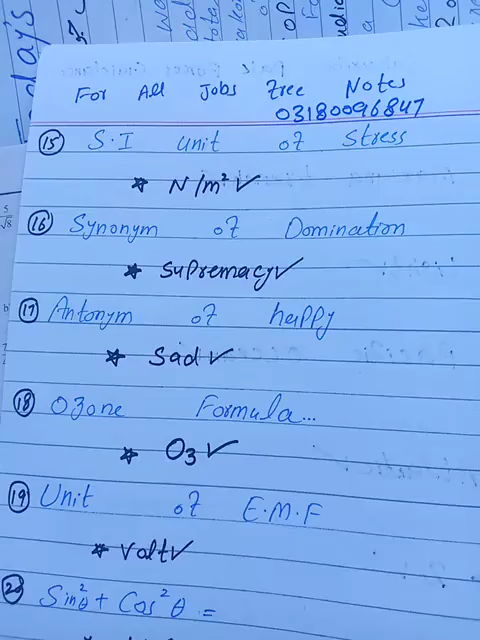 For All Jobs Free Notes
03180096847
15 S.I unit of Stress
* N/m² ✓
16 Synonym of Domination
* Supremacy ✓
17 Antonym of happy
* Sad ✓
18 Ozone Formula...
* O3 ✓
19 Unit of E.M.F
* Valt ✓
20 Sin²θ + Cos²θ =